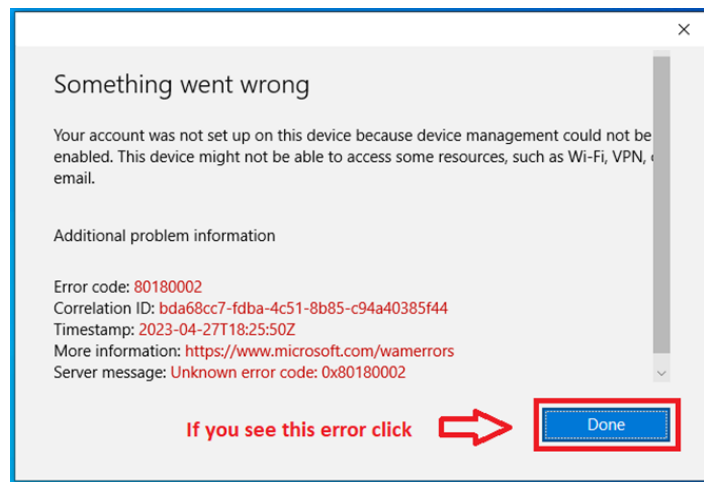 Something went wrong
Your account was not set up on this device because device management could not be
enabled. This device might not be able to access some resources, such as Wi-Fi, VPN,
email.
Additional problem information
Error code: 80180002
Correlation ID: bda68cc7-fdba-4c51-8b85-c94a40385f44
Timestamp: 2023-04-27T18:25:50Z
More information: https://www.microsoft.com/wamerrors
Server message: Unknown error code: 0x80180002
If you see this error click
Done